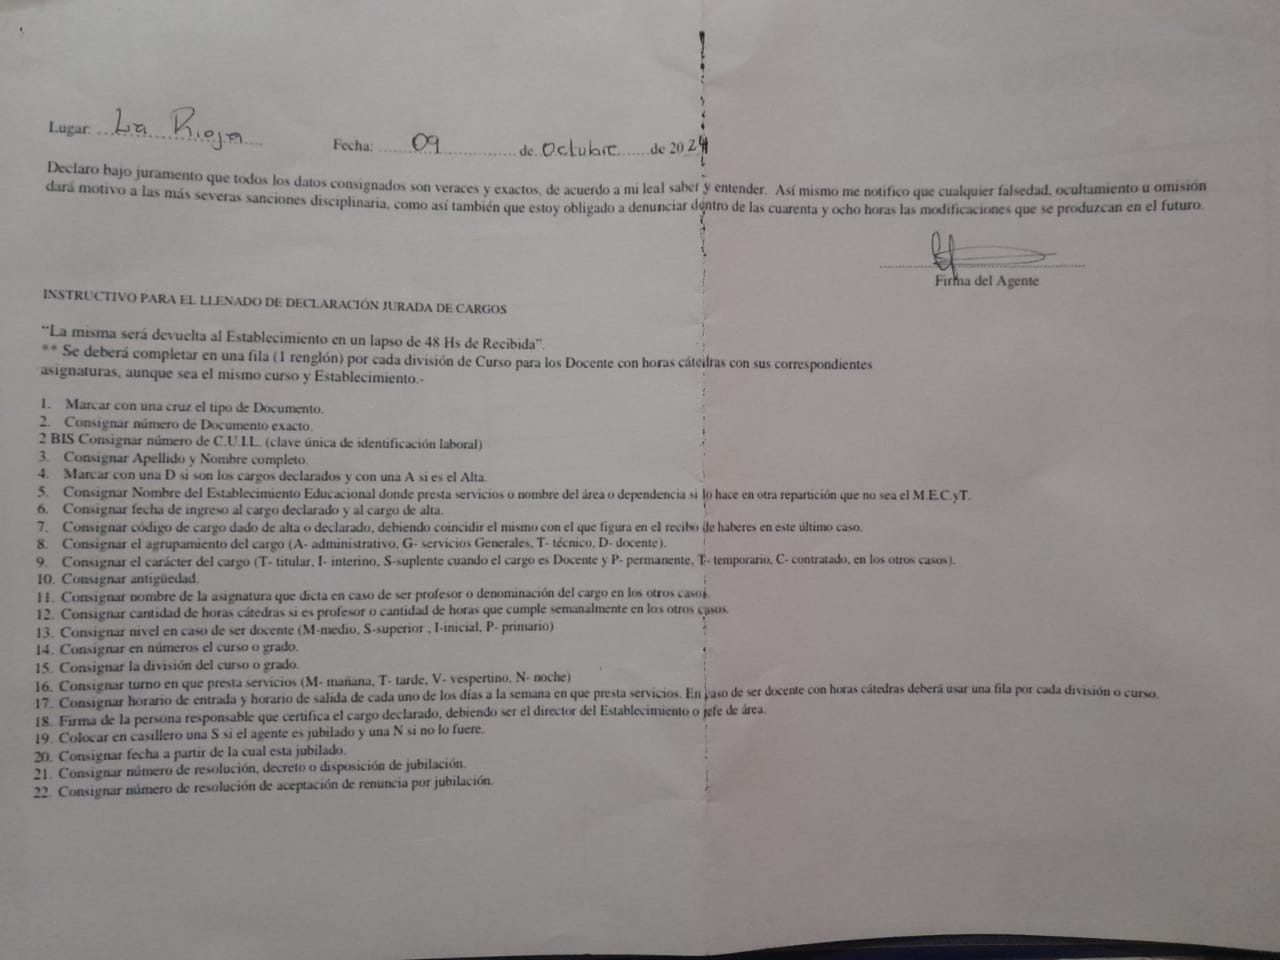 Lugar: La Rioja Fecha: 09 de Octubre de 2024
Declaro bajo juramento que todos los datos consignados son veraces y exactos, de acuerdo a mi leal saber y entender. Así mismo me notifico que cualquier falsedad, ocultamiento u omisión
dará motivo a las más severas sanciones disciplinaria, como así también que estoy obligado a denunciar dentro de las cuarenta y ocho horas las modificaciones que se produzcan en el futuro.
Firma del Agente
INSTRUCTIVO PARA EL LLENADO DE DECLARACIÓN JURADA DE CARGOS
"La misma será devuelta al Establecimiento en un lapso de 48 Hs de Recibida".
** Se deberá completar en una fila (1 renglón) por cada división de Curso para los Docente con horas cátedras con sus correspondientes
asignaturas, aunque sea el mismo curso y Establecimiento.-
1. Marcar con una cruz el tipo de Documento.
2. Consignar número de Documento exacto.
2 BIS Consignar número de C.U.I.L. (clave única de identificación laboral)
3. Consignar Apellido y Nombre completo.
4. Marcar con una D si son los cargos declarados y con una A si es el Alta.
5. Consignar Nombre del Establecimiento Educacional donde presta servicios o nombre del área o dependencia si lo hace en otra repartición que no sea el M.E.C.yT.
6. Consignar fecha de ingreso al cargo declarado y al cargo de alta.
7. Consignar código de cargo dado de alta o declarado, debiendo coincidir el mismo con el que figura en el recibo de haberes en este último caso.
8. Consignar el agrupamiento del cargo (A- administrativo, G- servicios Generales, T- técnico, D- docente).
9. Consignar el carácter del cargo (T- titular, I- interino, S-suplente cuando el cargo es Docente y P- permanente, T- temporario, C- contratado, en los otros casos).
10. Consignar antigüedad.
11. Consignar nombre de la asignatura que dicta en caso de ser profesor o denominación del cargo en los otros casos.
12. Consignar cantidad de horas cátedras si es profesor o cantidad de horas que cumple semanalmente en los otros casos.
13. Consignar nivel en caso de ser docente (M-medio, S-superior , I-inicial, P- primario)
14. Consignar en números el curso o grado.
15. Consignar la división del curso o grado.
16. Consignar turno en que presta servicios (M- mañana, T- tarde, V- vespertino, N- noche)
17. Consignar horario de entrada y horario de salida de cada uno de los días a la semana en que presta servicios. En caso de ser docente con horas cátedras deberá usar una fila por cada división o curso.
18. Firma de la persona responsable que certifica el cargo declarado, debiendo ser el director del Establecimiento o jefe de área.
19. Colocar en casillero una S si el agente es jubilado y una N si no lo fuere.
20. Consignar fecha a partir de la cual esta jubilado.
21. Consignar número de resolución, decreto o disposición de jubilación.
22. Consignar número de resolución de aceptación de renuncia por jubilación.